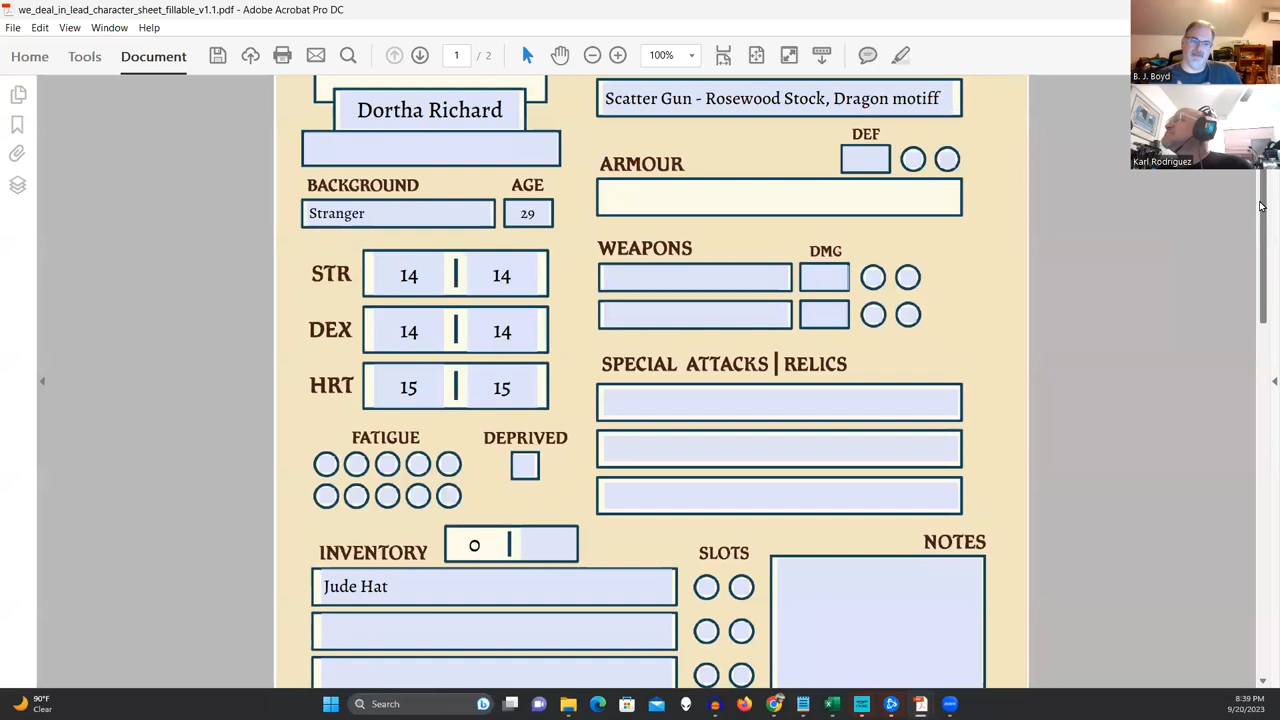 we_deal_in_lead_character_sheet_fillable_v1.1.pdf - Adobe Acrobat Pro DC
File Edit View Window Help
Home Tools Document
1 / 2
100%
B. J. Boyd
Karl Rodriguez
Dortha Richard
BACKGROUND AGE
Stranger 29
STR 14 14
DEX 14 14
HRT 15 15
FATIGUE DEPRIVED
Scatter Gun - Rosewood Stock, Dragon motiff
DEF
ARMOUR
WEAPONS DMG
SPECIAL ATTACKS | RELICS
INVENTORY 0
SLOTS
NOTES
Jude Hat
90°F
Clear
Search
8:39 PM
9/20/2023